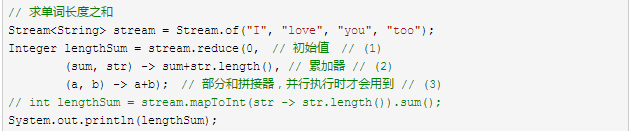 // 求单词长度之和
Stream<String> stream = Stream.of("I", "love", "you", "too");
Integer lengthSum = stream.reduce(0,　// 初始值　// (1)
        (sum, str) -> sum+str.length(), // 累加器 // (2)
        (a, b) -> a+b);　// 部分和拼接器，并行执行时才会用到 // (3)
// int lengthSum = stream.mapToInt(str -> str.length()).sum();
System.out.println(lengthSum);